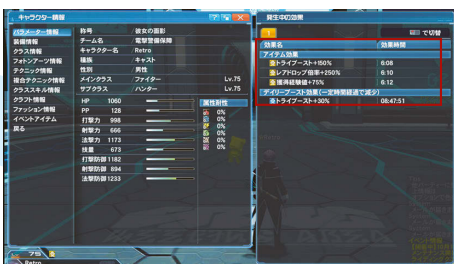 キャラクター情報
パラメーター情報
装備情報
クラス情報
フォトンアーツ情報
テクニック情報
複合テクニック情報
クラススキル情報
クラフト情報
ファッション情報
イベントアイテム
戻る
称号 彼女の面影
チーム名 電撃警備保障
キャラクター名 Retro
種族 キャスト
性別 男性
メインクラス ファイター Lv.75
サブクラス ハンター Lv.75
HP 1060
PP 128
打撃力 998
射撃力 666
法撃力 1173
技量 673
打撃防御 1182
射撃防御 894
法撃防御 1233
属性耐性
0%
0%
0%
0%
0%
0%
発生中の効果
1
で切替
効果名 効果時間
アイテム効果
トライブースト+150% 6:08
レアドロップ倍率+250% 6:10
獲得経験値+75% 6:12
デイリーブースト効果(一定時間経過で減少)
トライブースト+30% 08:47:51
75
Retro